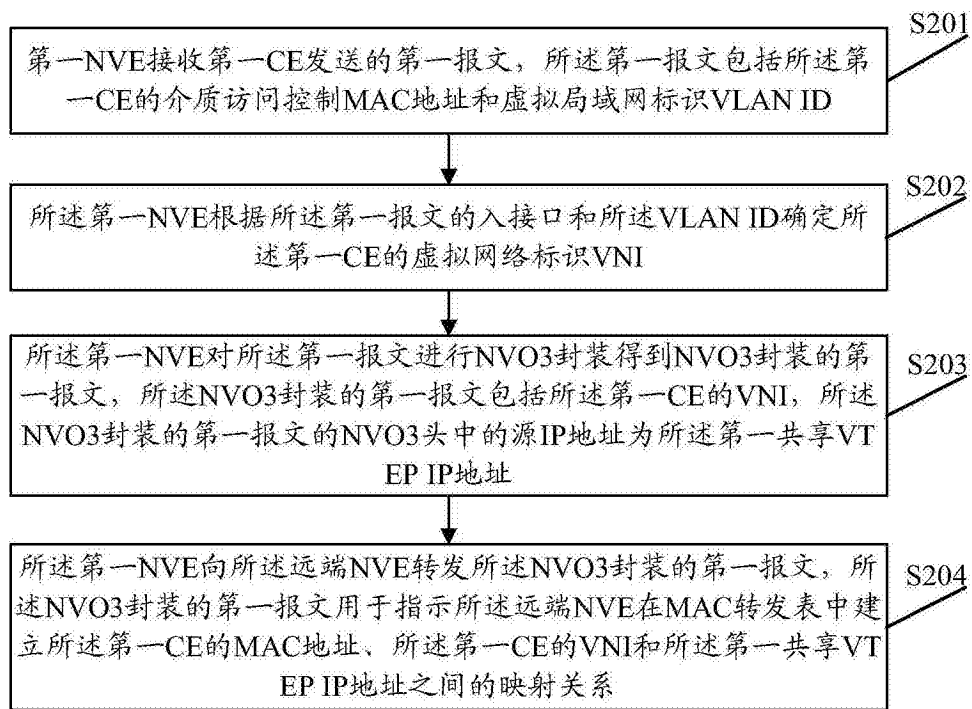 S201
第一NVE接收第一CE发送的第一报文，所述第一报文包括所述第
一CE的介质访问控制MAC地址和虚拟局域网标识VLAN ID
S202
所述第一NVE根据所述第一报文的入接口和所述VLAN ID确定所
述第一CE的虚拟网络标识VNI
S203
所述第一NVE对所述第一报文进行NVO3封装得到NVO3封装的第
一报文，所述NVO3封装的第一报文包括所述第一CE的VNI，所述
NVO3封装的第一报文的NVO3头中的源IP地址为所述第一共享VT
EP IP地址
S204
所述第一NVE向所述远端NVE转发所述NVO3封装的第一报文，所
述NVO3封装的第一报文用于指示所述远端NVE在MAC转发表中建
立所述第一CE的MAC地址、所述第一CE的VNI和所述第一共享VT
EP IP地址之间的映射关系